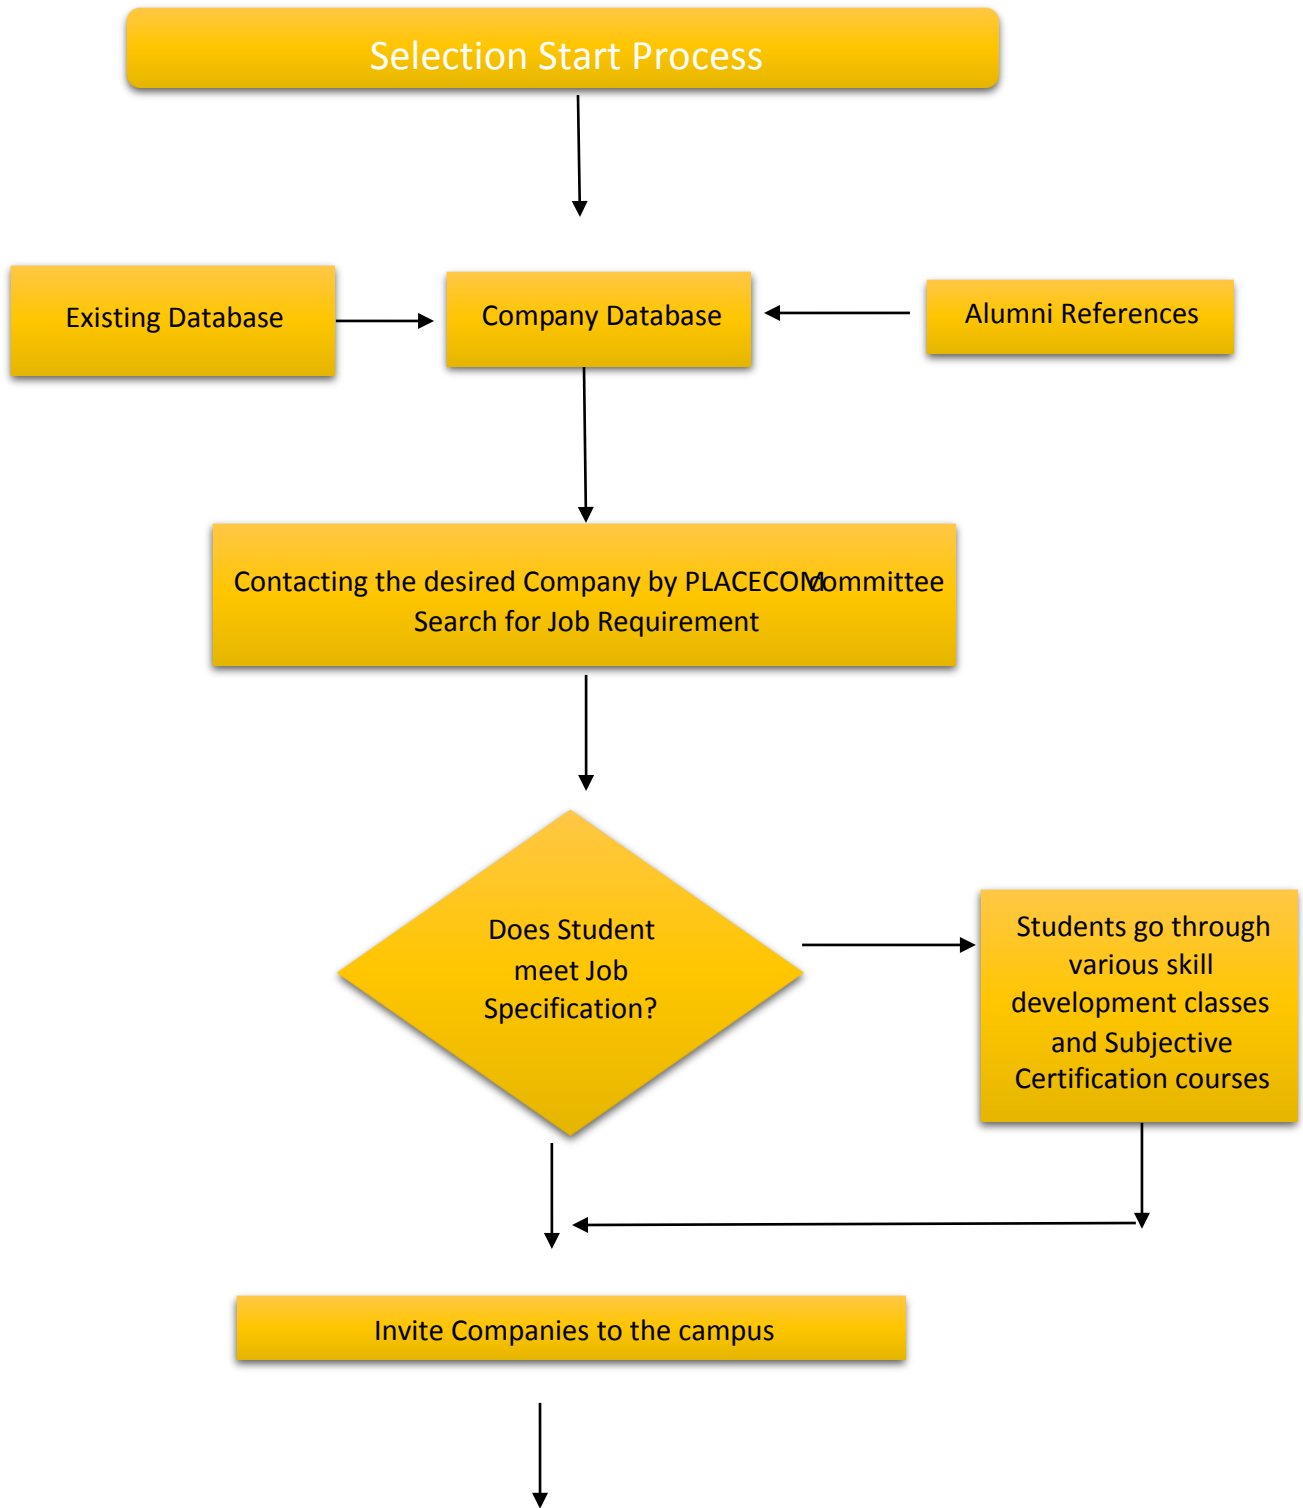 Selection Start Process
Existing Database
Company Database
Alumni References
Contacting the desired Company by PLACECOM committee
Search for Job Requirement
Does Student
meet Job
Specification?
Students go through
various skill
development classes
and Subjective
Certification courses
Invite Companies to the campus